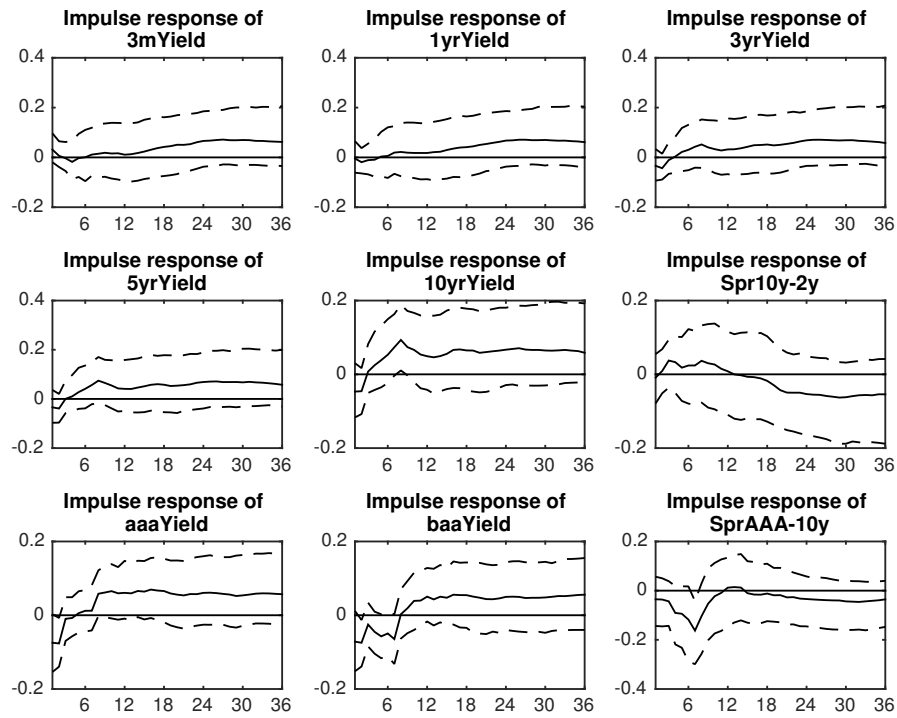 Impulse response of
3mYield
Impulse response of
1yrYield
Impulse response of
3yrYield
0.4
0.2
0
-0.2
6 12 18 24 30 36
0.4
0.2
0
-0.2
6 12 18 24 30 36
0.4
0.2
0
-0.2
6 12 18 24 30 36
Impulse response of
5yrYield
Impulse response of
10yrYield
Impulse response of
Spr10y-2y
0.4
0.2
0
-0.2
6 12 18 24 30 36
0.2
0
-0.2
6 12 18 24 30 36
0.2
0
-0.2
6 12 18 24 30 36
Impulse response of
aaaYield
Impulse response of
baaYield
Impulse response of
SprAAA-10y
0.2
0
-0.2
6 12 18 24 30 36
0.2
0
-0.2
6 12 18 24 30 36
0.2
0
-0.2
-0.4
6 12 18 24 30 36